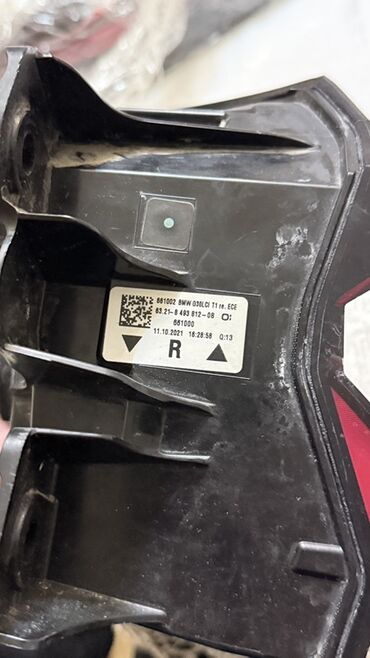 661002 BMW G30LCI T1 re. ECE
63.21- 8 493 812-08 O:
661000
11.10.2021 16:28:58 Q:13
R